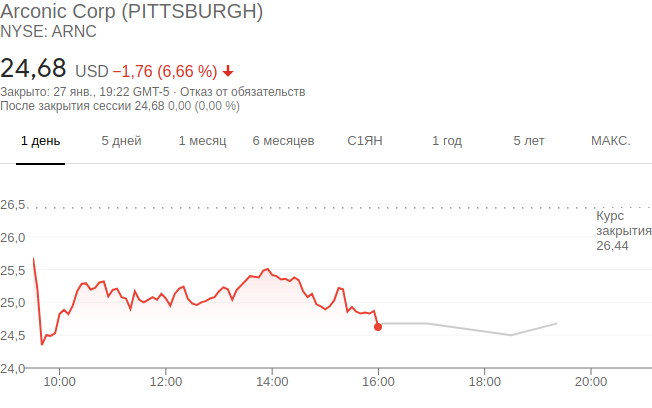 Arconic Corp (PITTSBURGH)
NYSE: ARNC
24,68 USD −1,76 (6,66 %)
Закрыто: 27 янв., 19:22 GMT-5 · Отказ от обязательств
После закрытия сессии 24,68 0,00 (0,00 %)
1 день 5 дней 1 месяц 6 месяцев С1ЯН 1 год 5 лет МАКС.
26,5
Курс
закрытия
26,44
26,0
25,5
25,0
24,5
24,0
10:00 12:00 14:00 16:00 18:00 20:00